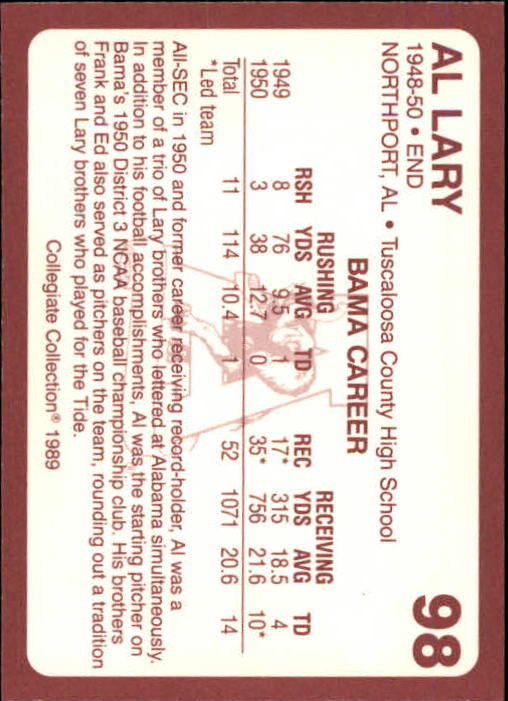 AL LARY 98
1948-50 • END
NORTHPORT, AL • Tuscaloosa County High School
BAMA CAREER
RUSHING RECEIVING
RSH YDS AVG TD REC YDS AVG TD
1949 8 76 9.5 1 17* 315 18.5 4
1950 3 38 12.7 0 35* 756 21.6 10*
Total 11 114 10.4 1 52 1071 20.6 14
*Led team
All-SEC in 1950 and former career receiving record-holder, Al was a
member of a trio of Lary brothers who lettered at Alabama simultaneously.
In addition to his football accomplishments, Al was the starting pitcher on
Bama's 1950 District 3 NCAA baseball championship club. His brothers
Frank and Ed also served as pitchers on the team, rounding out a tradition
of seven Lary brothers who played for the Tide.
Collegiate Collection® 1989